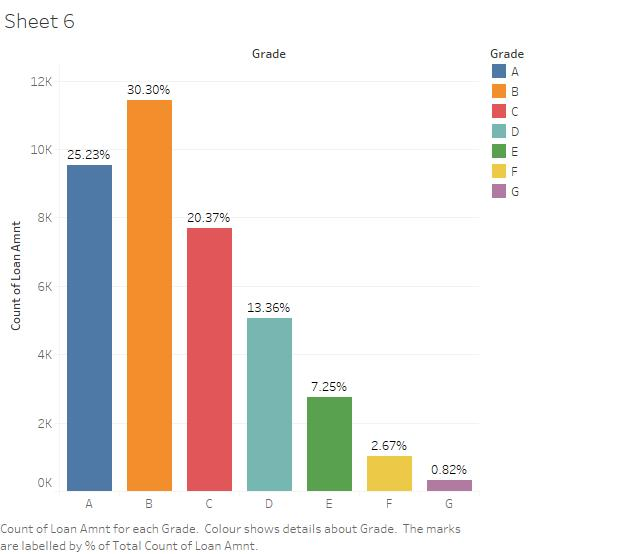 Sheet 6
Grade
Grade
A
B
C
D
E
F
G
12K
10K
8K
6K
4K
2K
0K
Count of Loan Amnt
25.23%
30.30%
20.37%
13.36%
7.25%
2.67%
0.82%
A B C D E F G
Count of Loan Amnt for each Grade. Colour shows details about Grade. The marks
are labelled by % of Total Count of Loan Amnt.